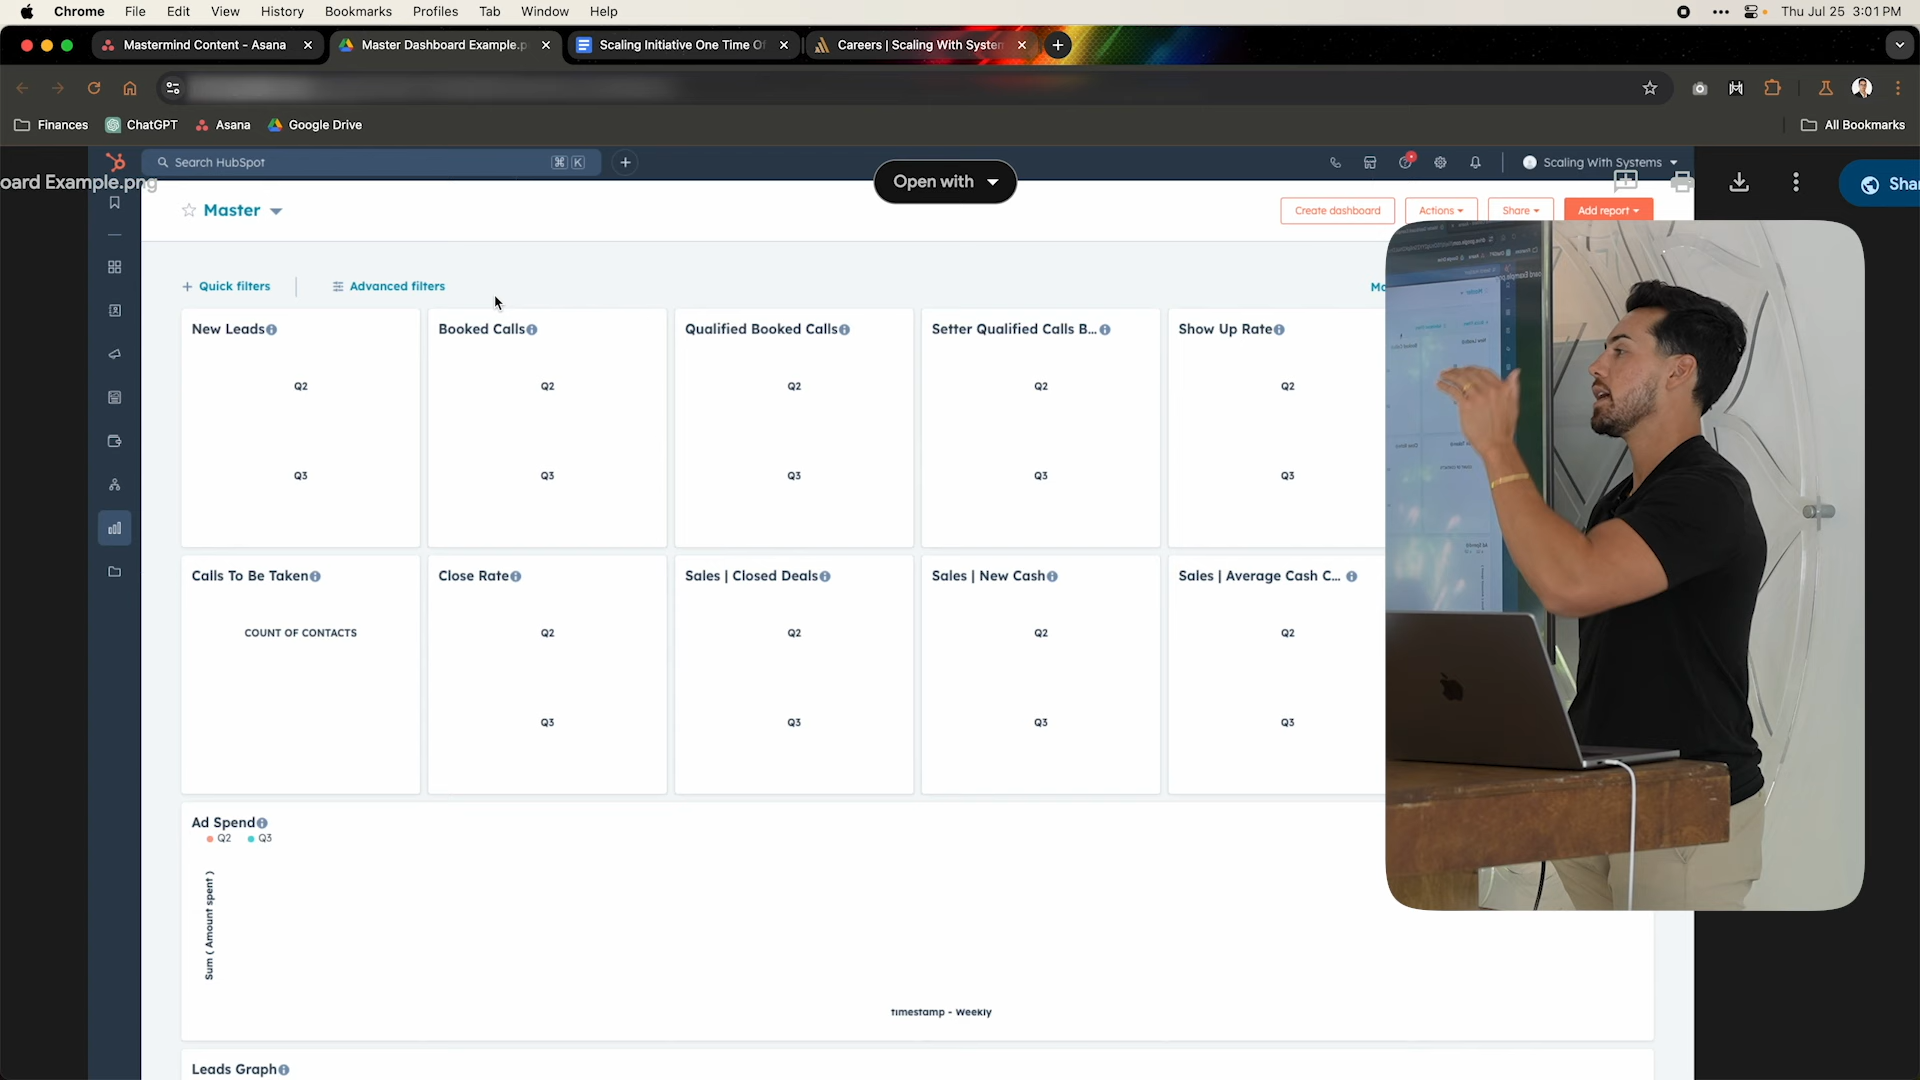 Chrome File Edit View History Bookmarks Profiles Tab Window Help
Thu Jul 25 3:01 PM
Mastermind Content - Asana
Master Dashboard Example.p
Scaling Initiative One Time Of
Careers | Scaling With System
Finances ChatGPT Asana Google Drive
All Bookmarks
Search HubSpot ⌘ K
Scaling With Systems
oard Example.png
Open with
Shar
Master
Create dashboard Actions Share Add report
Quick filters
Advanced filters
New Leads
Q2
Q3
Booked Calls
Q2
Q3
Qualified Booked Calls
Q2
Q3
Setter Qualified Calls B...
Q2
Q3
Show Up Rate
Q2
Q3
Calls To Be Taken
COUNT OF CONTACTS
Close Rate
Q2
Q3
Sales | Closed Deals
Q2
Q3
Sales | New Cash
Q2
Q3
Sales | Average Cash C...
Q2
Q3
Ad Spend
Q2 Q3
Sum ( Amount spent )
Timestamp - Weekly
Leads Graph